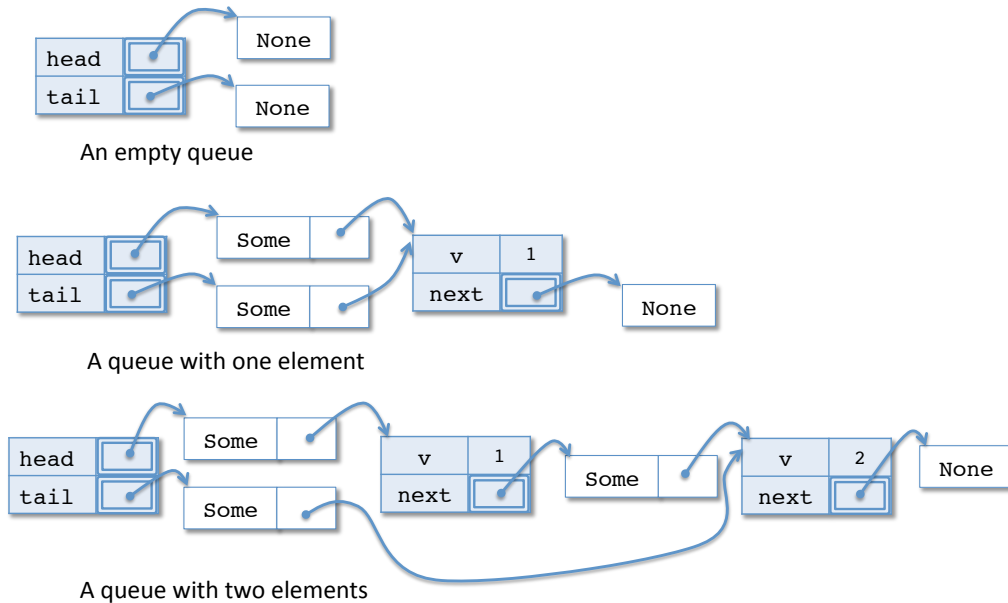 head
None
tail
None
An empty queue
head
Some
v 1
tail
Some
next
None
A queue with one element
head
Some
v 1
Some
v 2
None
tail
Some
next
next
A queue with two elements